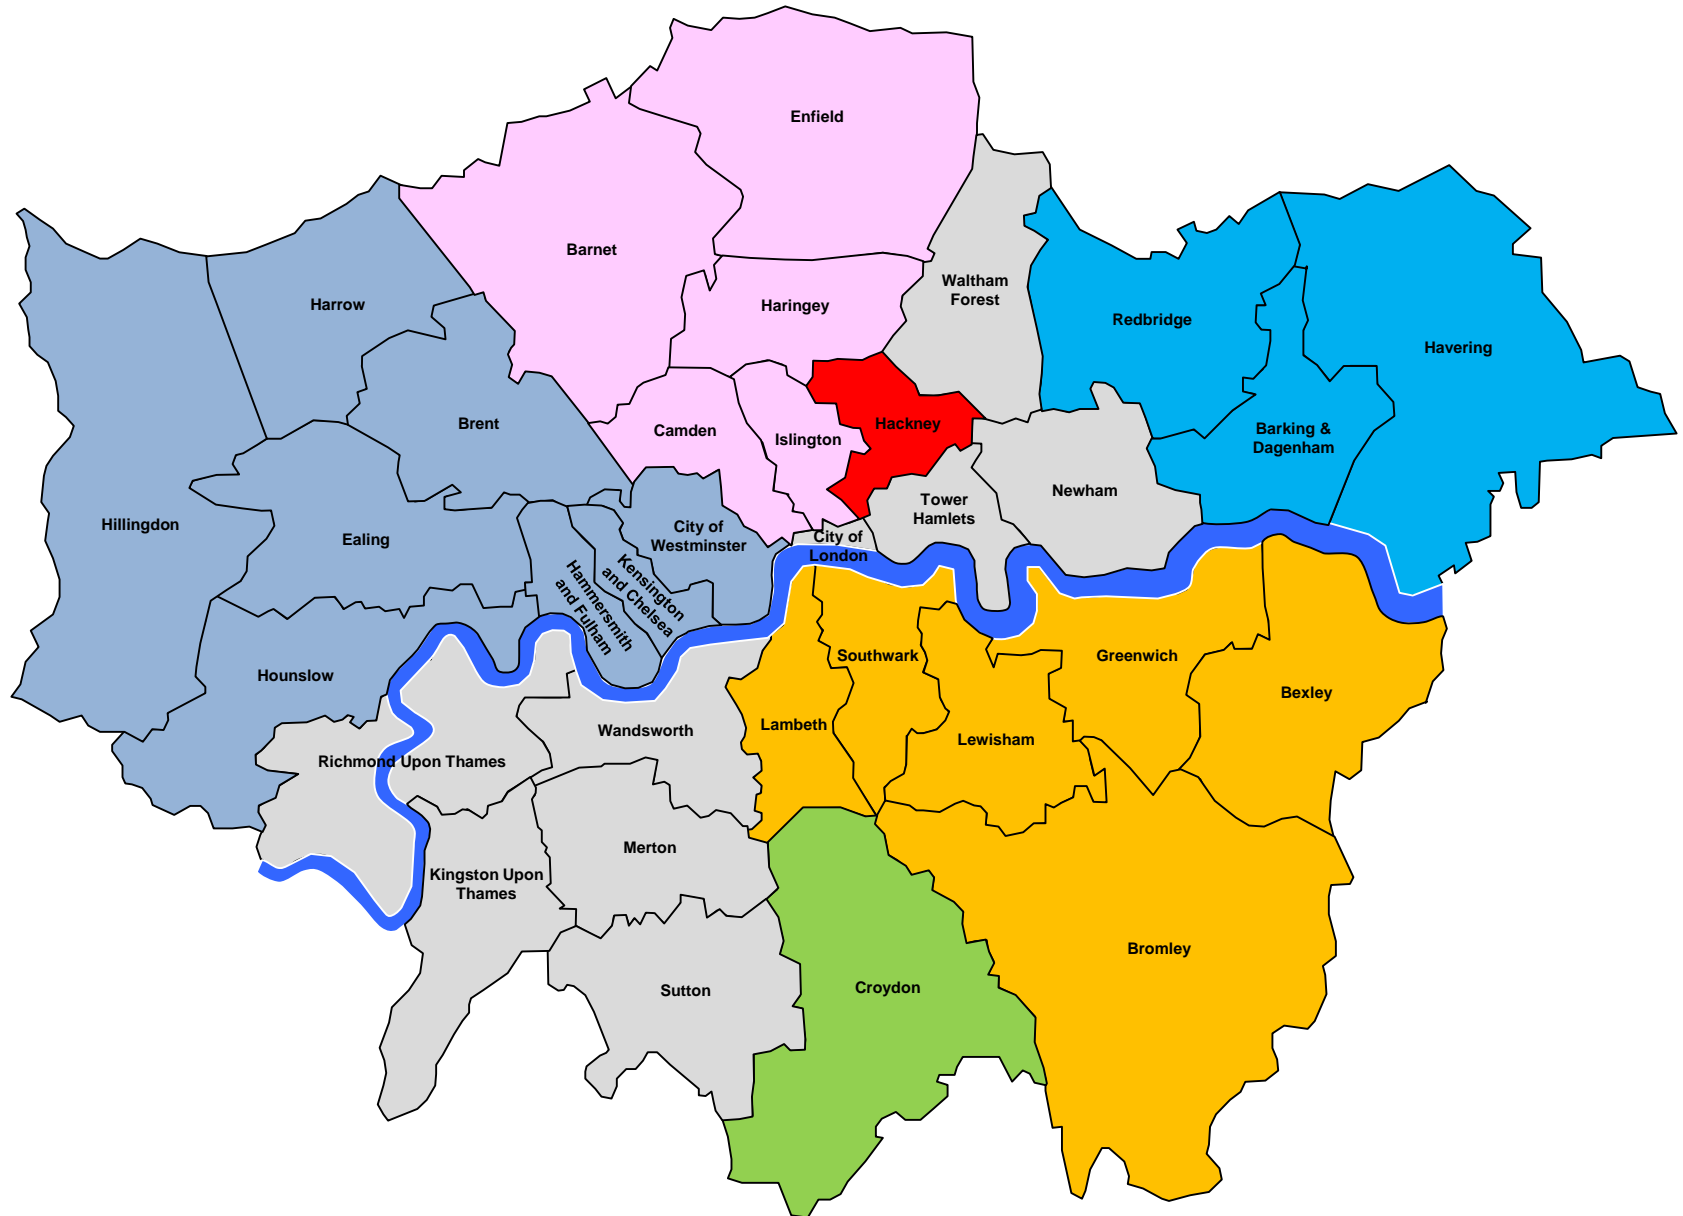 Enfield
Barnet
Harrow
Haringey
Waltham
Forest
Redbridge
Havering
Brent
Camden
Islington
Hackney
Barking &
Dagenham
Newham
Hillingdon
Ealing
City of
Westminster
Tower
Hamlets
City of
London
Kensington
and Chelsea
Hammersmith
and Fulham
Hounslow
Southwark
Greenwich
Bexley
Wandsworth
Lambeth
Lewisham
Richmond Upon Thames
Merton
Kingston Upon
Thames
Bromley
Sutton
Croydon